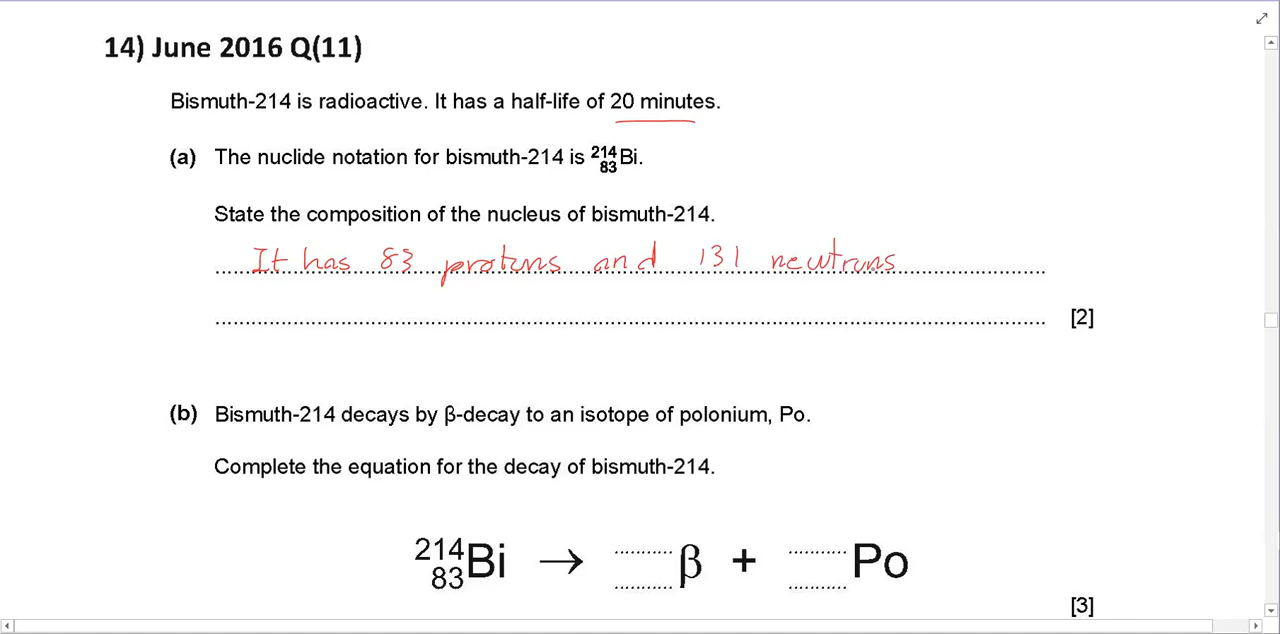 14) June 2016 Q(11)
Bismuth-214 is radioactive. It has a half-life of 20 minutes.
(a) The nuclide notation for bismuth-214 is ²¹⁴₈₃Bi.
State the composition of the nucleus of bismuth-214.
It has 83 protons and 131 neutrons
[2]
(b) Bismuth-214 decays by β-decay to an isotope of polonium, Po.
Complete the equation for the decay of bismuth-214.
²¹⁴₈₃Bi → ..........β + ..........Po
[3]